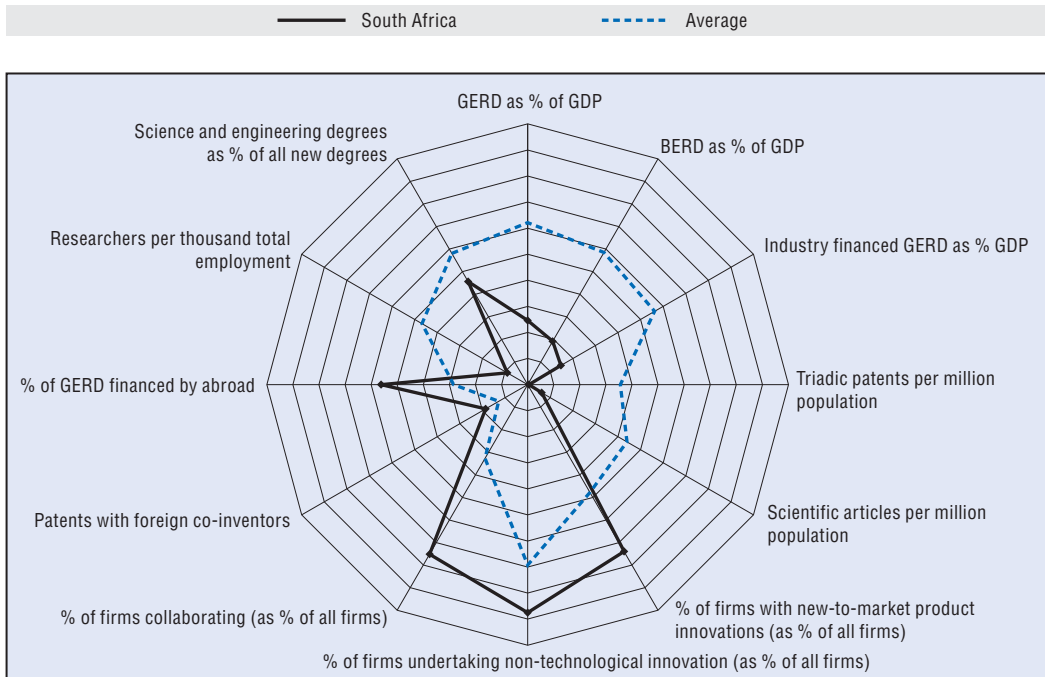 South Africa
Average
GERD as % of GDP
Science and engineering degrees
as % of all new degrees
BERD as % of GDP
Researchers per thousand total
employment
Industry financed GERD as % GDP
% of GERD financed by abroad
Triadic patents per million
population
Patents with foreign co-inventors
Scientific articles per million
population
% of firms collaborating (as % of all firms)
% of firms with new-to-market product
innovations (as % of all firms)
% of firms undertaking non-technological innovation (as % of all firms)